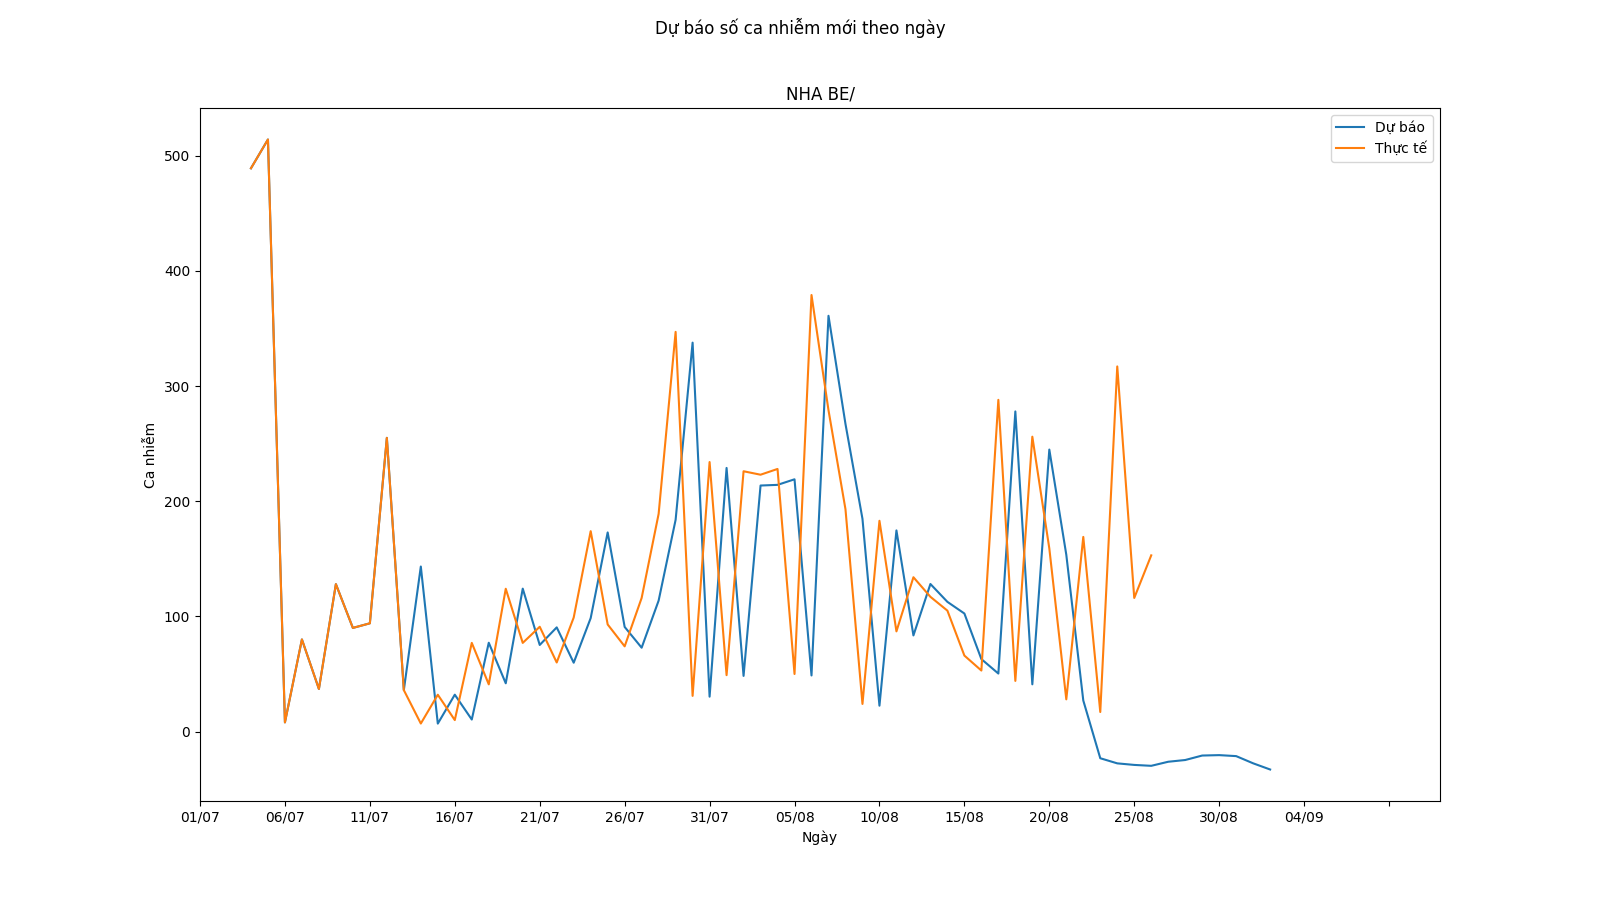 Dự báo số ca nhiễm mới theo ngày
NHA BE/
Dự báo
Thực tế
500
400
300
200
100
0
Ca nhiễm
01/07 06/07 11/07 16/07 21/07 26/07 31/07 05/08 10/08 15/08 20/08 25/08 30/08 04/09
Ngày